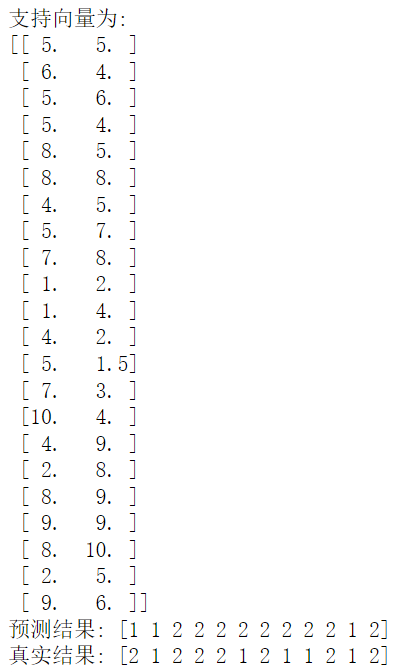 支持向量为:
[[ 5.   5. ]
 [ 6.   4. ]
 [ 5.   6. ]
 [ 5.   4. ]
 [ 8.   5. ]
 [ 8.   8. ]
 [ 4.   5. ]
 [ 5.   7. ]
 [ 7.   8. ]
 [ 1.   2. ]
 [ 1.   4. ]
 [ 4.   2. ]
 [ 5.   1.5]
 [ 7.   3. ]
 [10.   4. ]
 [ 4.   9. ]
 [ 2.   8. ]
 [ 8.   9. ]
 [ 9.   9. ]
 [ 8.  10. ]
 [ 2.   5. ]
 [ 9.   6. ]]
预测结果: [1 1 2 2 2 2 2 2 2 2 1 2]
真实结果: [2 1 2 2 2 1 2 1 1 2 1 2]